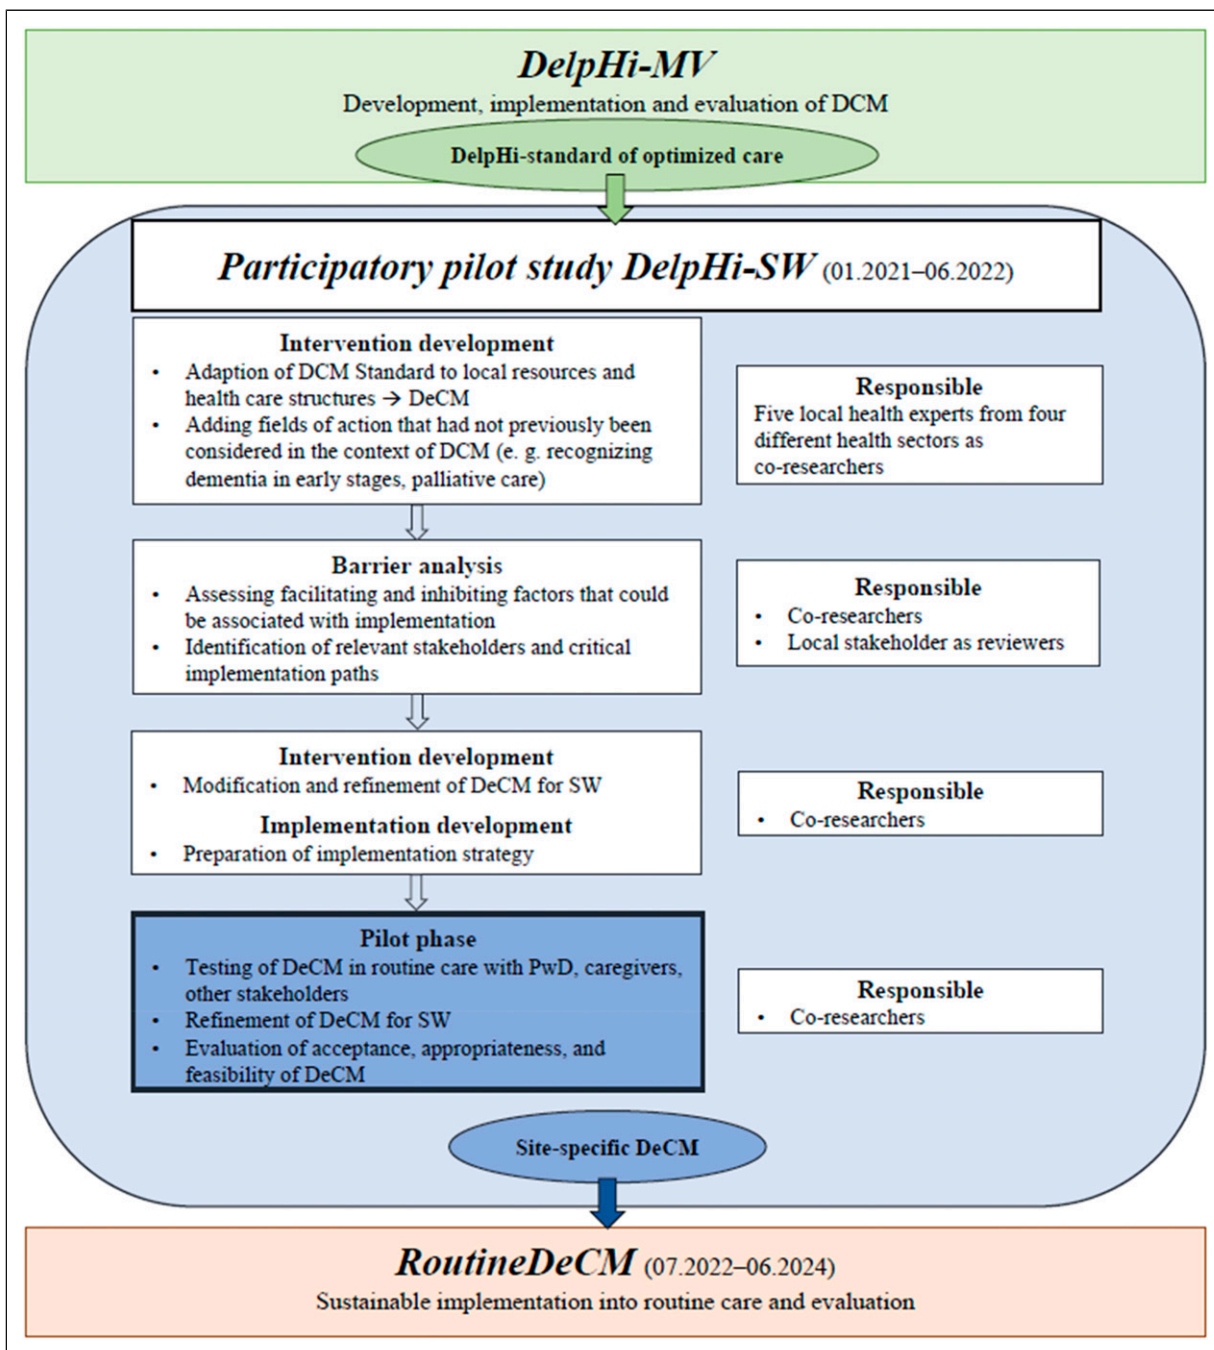 DelpHi-MV
Development, implementation and evaluation of DCM
DelpHi-standard of optimized care
Participatory pilot study DelpHi-SW (01.2021–06.2022)
Intervention development
• Adaption of DCM Standard to local resources and
health care structures → DeCM
• Adding fields of action that had not previously been
considered in the context of DCM (e. g. recognizing
dementia in early stages, palliative care)
Responsible
Five local health experts from four
different health sectors as
co-researchers
Barrier analysis
• Assessing facilitating and inhibiting factors that could
be associated with implementation
• Identification of relevant stakeholders and critical
implementation paths
Responsible
• Co-researchers
• Local stakeholder as reviewers
Intervention development
• Modification and refinement of DeCM for SW
Implementation development
• Preparation of implementation strategy
Responsible
• Co-researchers
Pilot phase
• Testing of DeCM in routine care with PwD, caregivers,
other stakeholders
• Refinement of DeCM for SW
• Evaluation of acceptance, appropriateness, and
feasibility of DeCM
Responsible
• Co-researchers
Site-specific DeCM
RoutineDeCM (07.2022–06.2024)
Sustainable implementation into routine care and evaluation